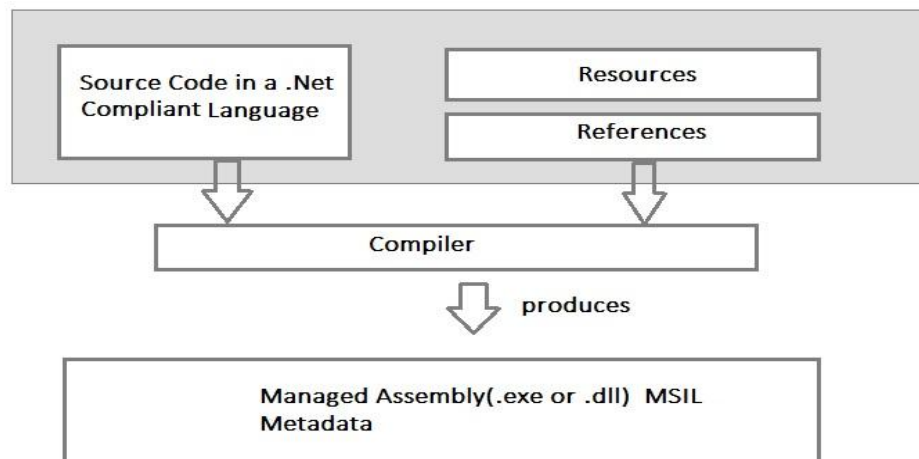 Source Code in a .Net
Compliant Language
Resources
References
Compiler
produces
Managed Assembly(.exe or .dll) MSIL
Metadata